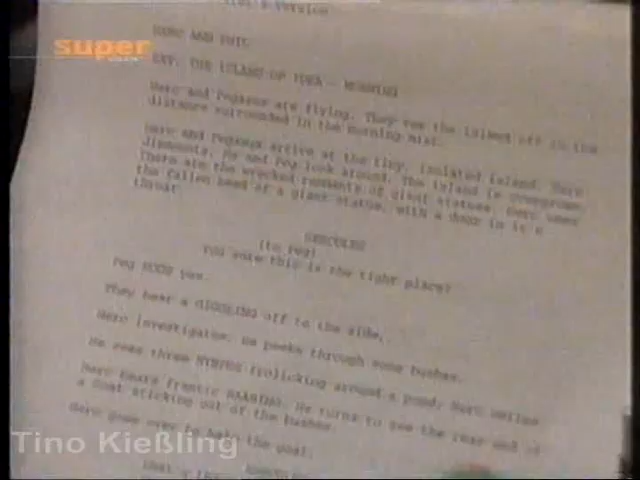 super
HERC AND PHIL
EXT. THE ISLAND OF IDEA - MORNING
Herc and Pegasus are flying. They see the island off in the
distance surrounded in the morning mist.
Herc and Pegasus arrive at the tiny, isolated island. Herc
dismounts. He and Peg look around. The island is overgrown.
There are the wrecked remnants of giant statues. Herc sees
the fallen head of a giant statue, with a door in it's
throat.
HERCULES
(to Peg)
You sure this is the right place?
Peg NODS yes.
They hear a GIGGLING off to the side.
Herc investigates. He peeks through some bushes.
He sees three NYMPHS frolicking around a pond. Herc smiles
Herc hears frantic BAAHING. He turns to see the rear end of
a Goat sticking out of the bushes.
Herc goes over to help the goat.
Tino Kießling